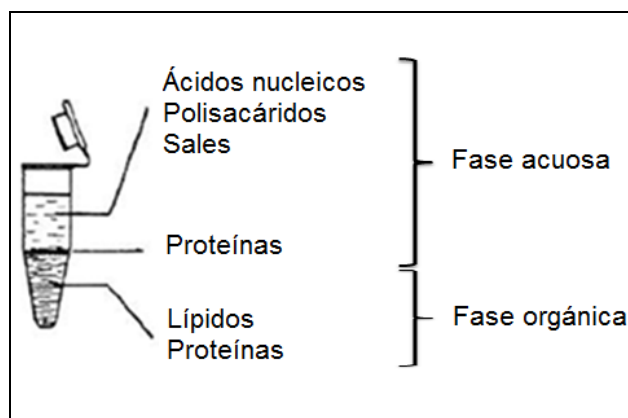 Ácidos nucleicos
Polisacáridos
Sales
Fase acuosa
Proteínas
Lípidos
Proteínas
Fase orgánica